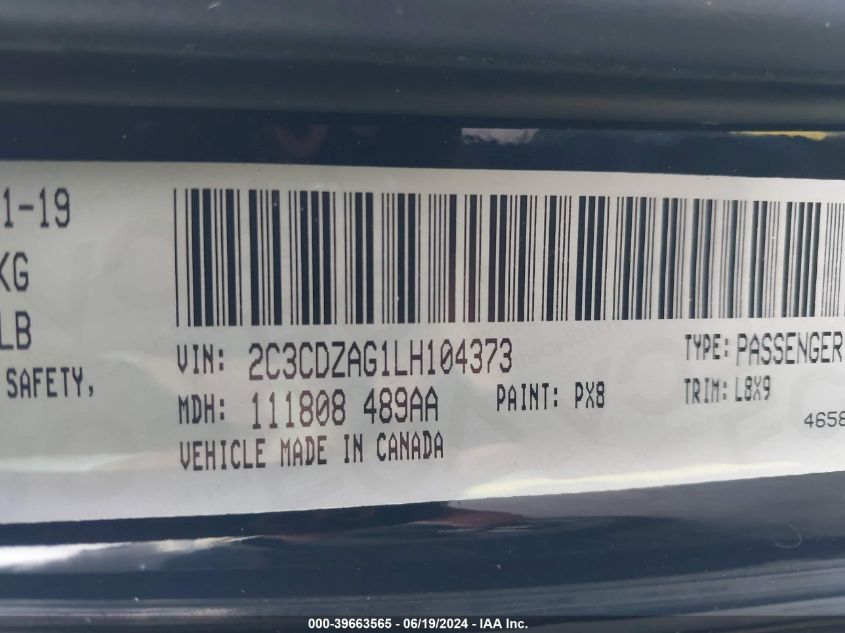 1-19
KG
LB
SAFETY,
VIN: 2C3CDZAG1LH104373
TYPE: PASSENGER
MDH: 111808 489AA
PAINT: PX8
TRIM: L8X9
VEHICLE MADE IN CANADA
4658
000-39663565 - 06/19/2024 - IAA Inc.